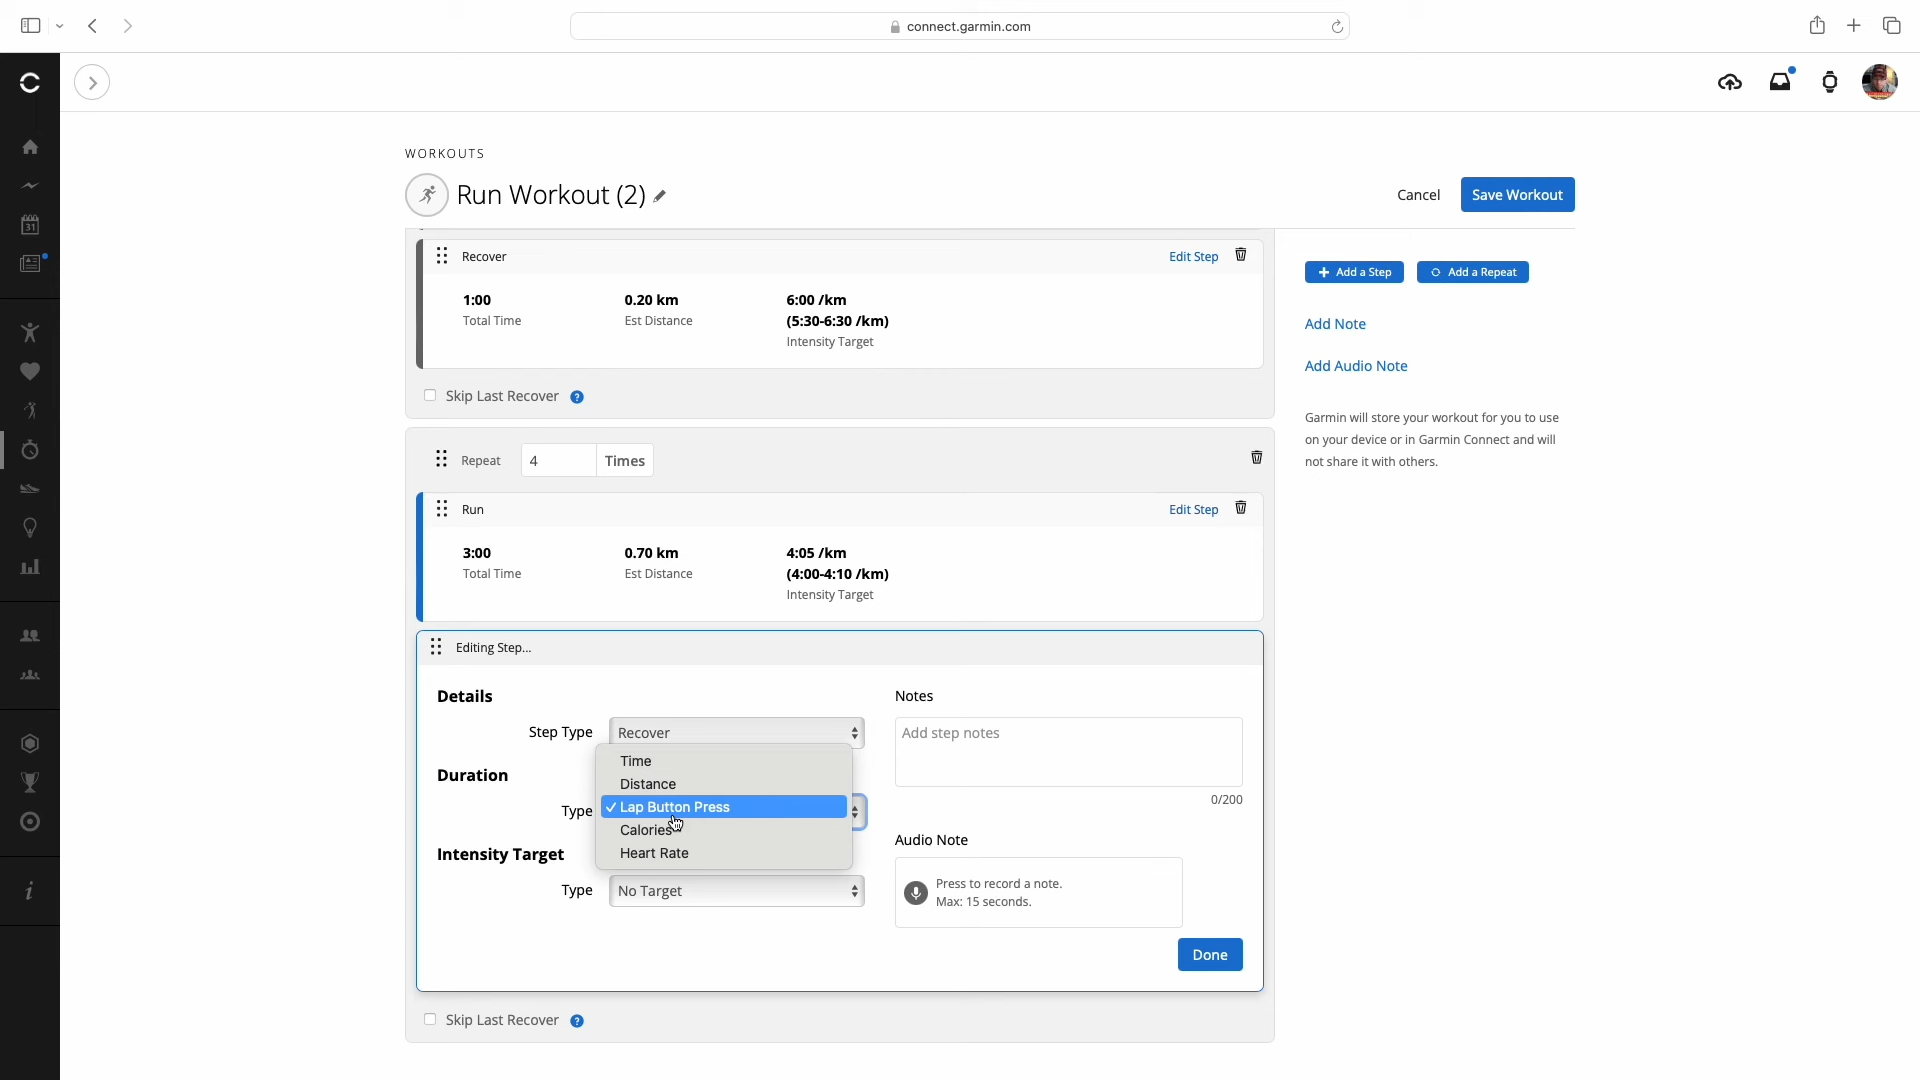 connect.garmin.com
31
WORKOUTS
Run Workout (2)
Cancel
Save Workout
Recover
Edit Step
1:00
0.20 km
6:00 /km
Total Time
Est Distance
(5:30-6:30 /km)
Intensity Target
Skip Last Recover ?
Repeat
4
Times
Run
Edit Step
3:00
0.70 km
4:05 /km
Total Time
Est Distance
(4:00-4:10 /km)
Intensity Target
Editing Step...
Details
Step Type
Recover
Duration
Type
Time
Distance
✓ Lap Button Press
Calories
Heart Rate
Intensity Target
Type
No Target
Notes
Add step notes
0/200
Audio Note
Press to record a note.
Max: 15 seconds.
Done
Skip Last Recover ?
+ Add a Step
Add a Repeat
Add Note
Add Audio Note
Garmin will store your workout for you to use
on your device or in Garmin Connect and will
not share it with others.
i